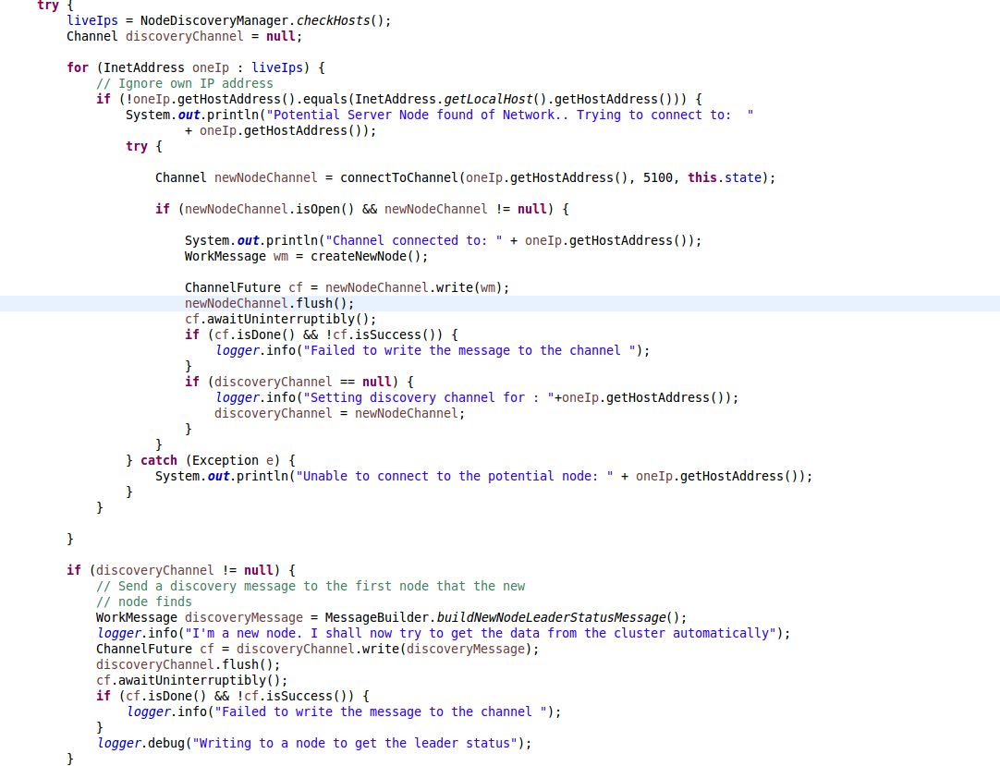 try {
liveIps = NodeDiscoveryManager.checkHosts();
Channel discoveryChannel = null;
for (InetAddress oneIp : liveIps) {
// Ignore own IP address
if (!oneIp.getHostAddress().equals(InetAddress.getLocalHost().getHostAddress())) {
System.out.println("Potential Server Node found of Network.. Trying to connect to:  "
+ oneIp.getHostAddress());
try {
Channel newNodeChannel = connectToChannel(oneIp.getHostAddress(), 5100, this.state);
if (newNodeChannel.isOpen() && newNodeChannel != null) {
System.out.println("Channel connected to: " + oneIp.getHostAddress());
WorkMessage wm = createNewNode();
ChannelFuture cf = newNodeChannel.write(wm);
newNodeChannel.flush();
cf.awaitUninterruptibly();
if (cf.isDone() && !cf.isSuccess()) {
logger.info("Failed to write the message to the channel ");
}
if (discoveryChannel == null) {
logger.info("Setting discovery channel for : "+oneIp.getHostAddress());
discoveryChannel = newNodeChannel;
}
}
} catch (Exception e) {
System.out.println("Unable to connect to the potential node: " + oneIp.getHostAddress());
}
}
}
if (discoveryChannel != null) {
// Send a discovery message to the first node that the new
// node finds
WorkMessage discoveryMessage = MessageBuilder.buildNewNodeLeaderStatusMessage();
logger.info("I'm a new node. I shall now try to get the data from the cluster automatically");
ChannelFuture cf = discoveryChannel.write(discoveryMessage);
discoveryChannel.flush();
cf.awaitUninterruptibly();
if (cf.isDone() && !cf.isSuccess()) {
logger.info("Failed to write the message to the channel ");
}
logger.debug("Writing to a node to get the leader status");
}